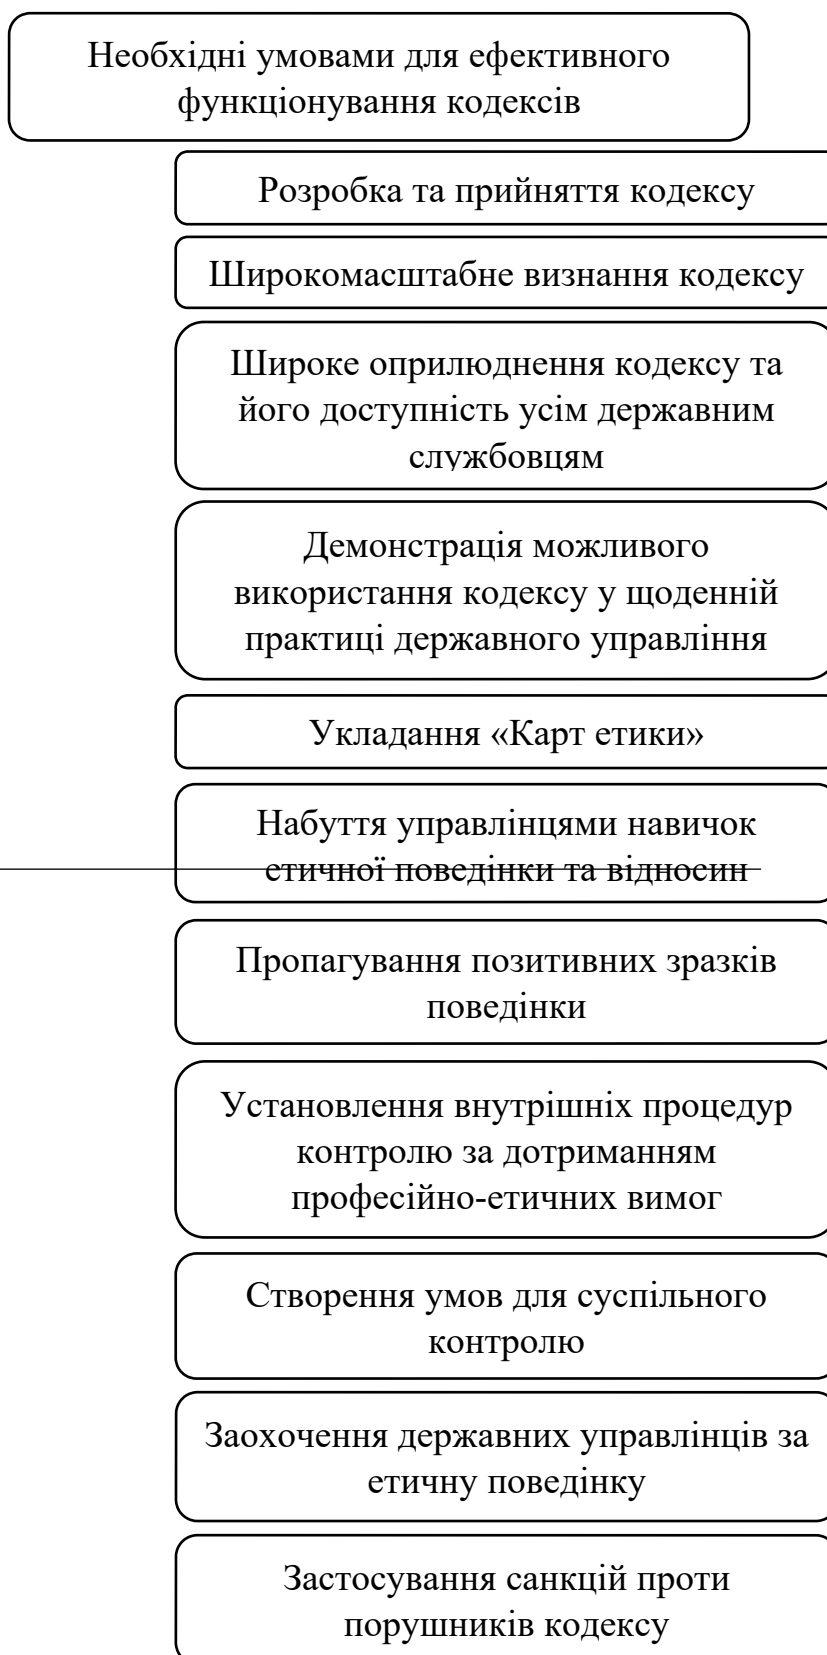 Необхідні умовами для ефективного
функціонування кодексів
Розробка та прийняття кодексу
Широкомасштабне визнання кодексу
Широке оприлюднення кодексу та
його доступність усім державним
службовцям
Демонстрація можливого
використання кодексу у щоденній
практиці державного управління
Укладання «Карт етики»
Набуття управлінцями навичок
етичної поведінки та відносин
Пропагування позитивних зразків
поведінки
Установлення внутрішніх процедур
контролю за дотриманням
професійно-етичних вимог
Створення умов для суспільного
контролю
Заохочення державних управлінців за
етичну поведінку
Застосування санкцій проти
порушників кодексу